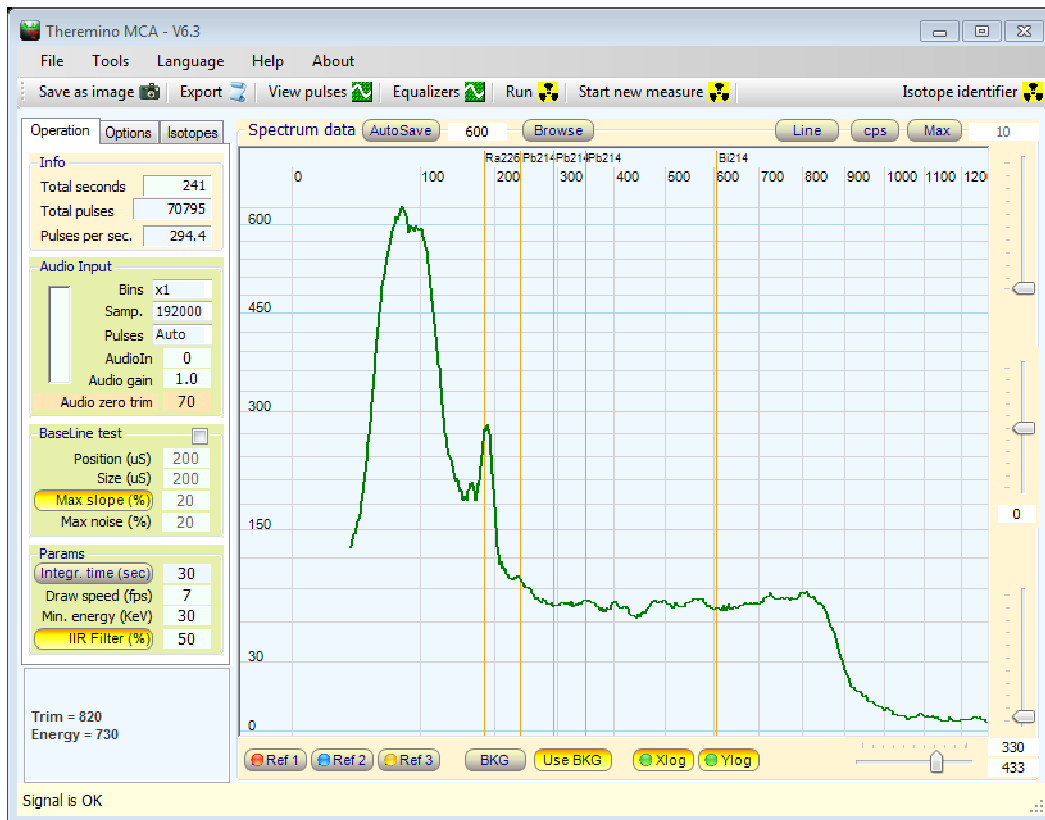 Theremino MCA - V6.3
File Tools Language Help About
Save as image Export View pulses Equalizers Run Start new measure Isotope identifier
Operation Options Isotopes
Spectrum data AutoSave 600 Browse Line cps Max 10
Info
Total seconds 241
Total pulses 70795
Pulses per sec. 294.4
Audio Input
Bins x1
Samp. 192000
Pulses Auto
AudioIn 0
Audio gain 1.0
Audio zero trim 70
BaseLine test
Position (uS) 200
Size (uS) 200
Max slope (%) 20
Max noise (%) 20
Params
Integr. time (sec) 30
Draw speed (fps) 7
Min. energy (KeV) 30
IIR Filter (%) 50
Trim = 820
Energy = 730
Ra226 Pb214 Pb214 Pb214 Bi214
0 100 200 300 400 500 600 700 800 900 1000 1100 120
600
450
300
150
30
0
0
Ref 1 Ref 2 Ref 3 BKG Use BKG Xlog Ylog
330
433
Signal is OK